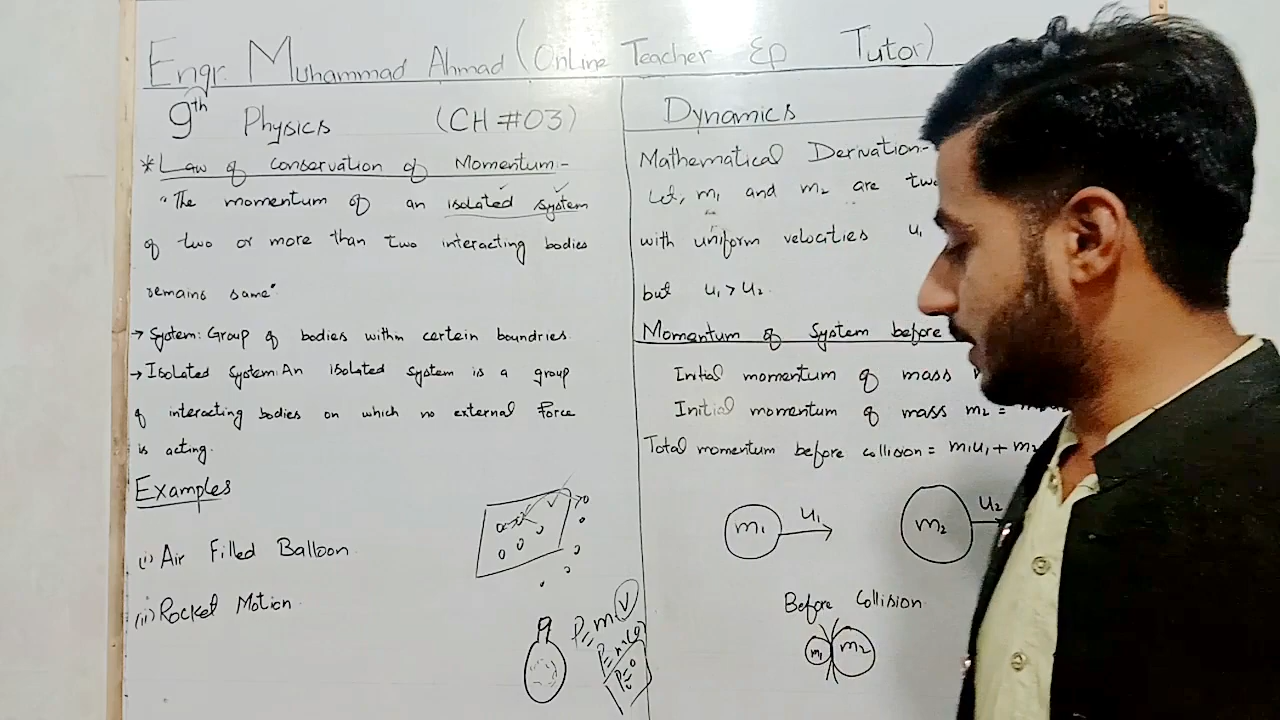 Engr. Muhammad Ahmad (Online Teacher & Tutor)
9th Physics (CH #03)
* Law of conservation of Momentum:-
"The momentum of an isolated system
of two or more than two interacting bodies
remains same"
→ System: Group of bodies within certein boundries.
→ Isolated System: An isolated system is a group
of interacting bodies on which no external Force
is acting.
Examples
(i) Air Filled Balloon
(ii) Rocket Motion
P=m(V)
P=m(0)
P=0
Dynamics
Mathematical Derivation:-
Let, m₁ and m₂ are two
with uniform velocities u₁
but u₁ > u₂
Momentum of System before
Initial momentum of mass
Initial momentum of mass m₂ =
Total momentum before collision = m₁u₁ + m₂
m₁ u₁
m₂ u₂
Before Collision
m₁ m₂